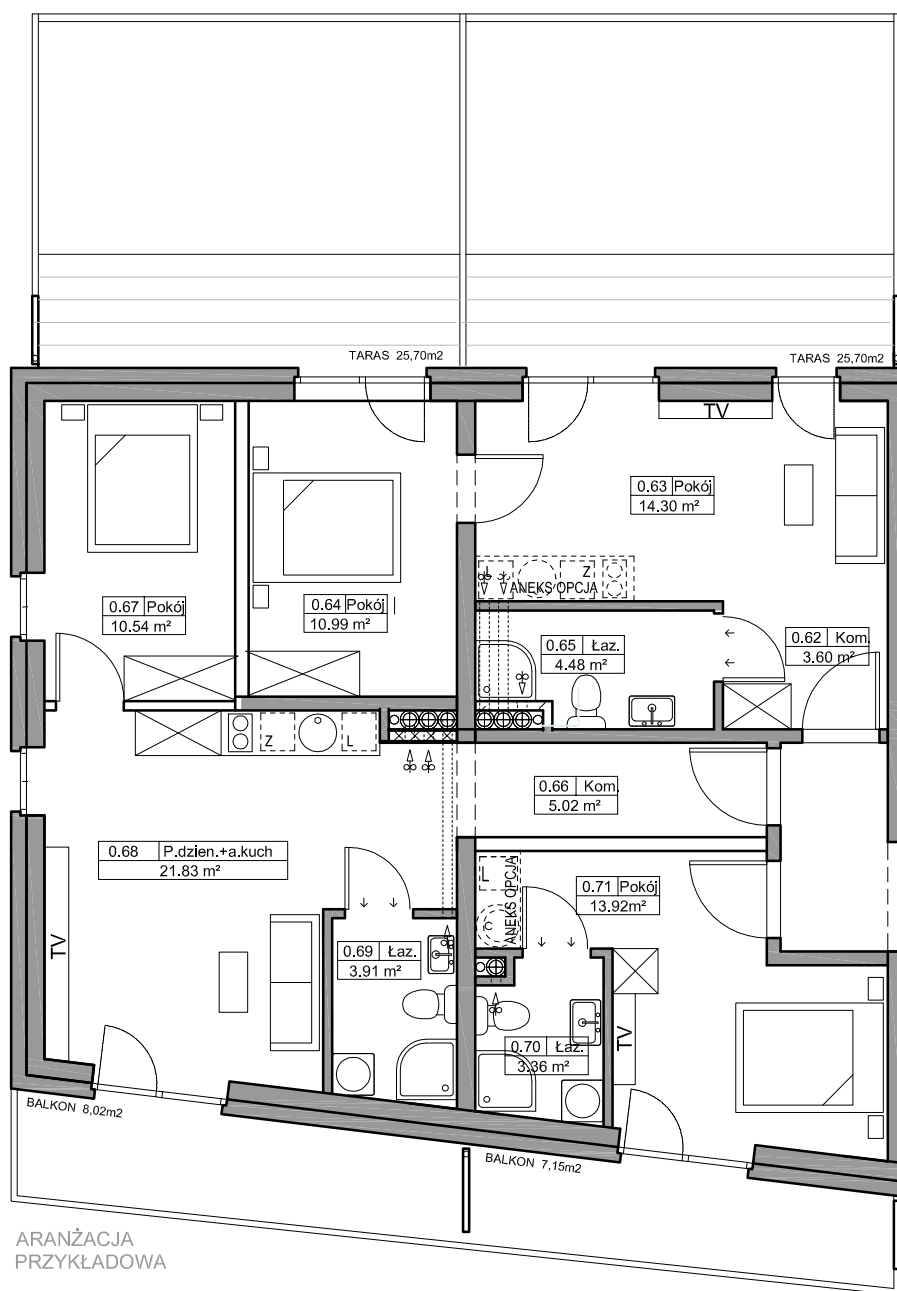 TARAS 25,70m2
TARAS 25,70m2
TV
0.63 Pokój
14.30 m²
L Z
ANEKS OPCJA
0.67 Pokój
10.54 m²
0.64 Pokój
10.99 m²
0.65 Łaz.
4.48 m²
0.62 Kom.
3.60 m²
Z L
0.66 Kom.
5.02 m²
0.68 P.dzien.+a.kuch
21.83 m²
L
ANEKS OPCJA
0.71 Pokój
13.92m²
TV
0.69 Łaz.
3.91 m²
TV
0.70 Łaz.
3.36 m²
BALKON 8,02m2
BALKON 7,15m2
ARANŻACJA
PRZYKŁADOWA